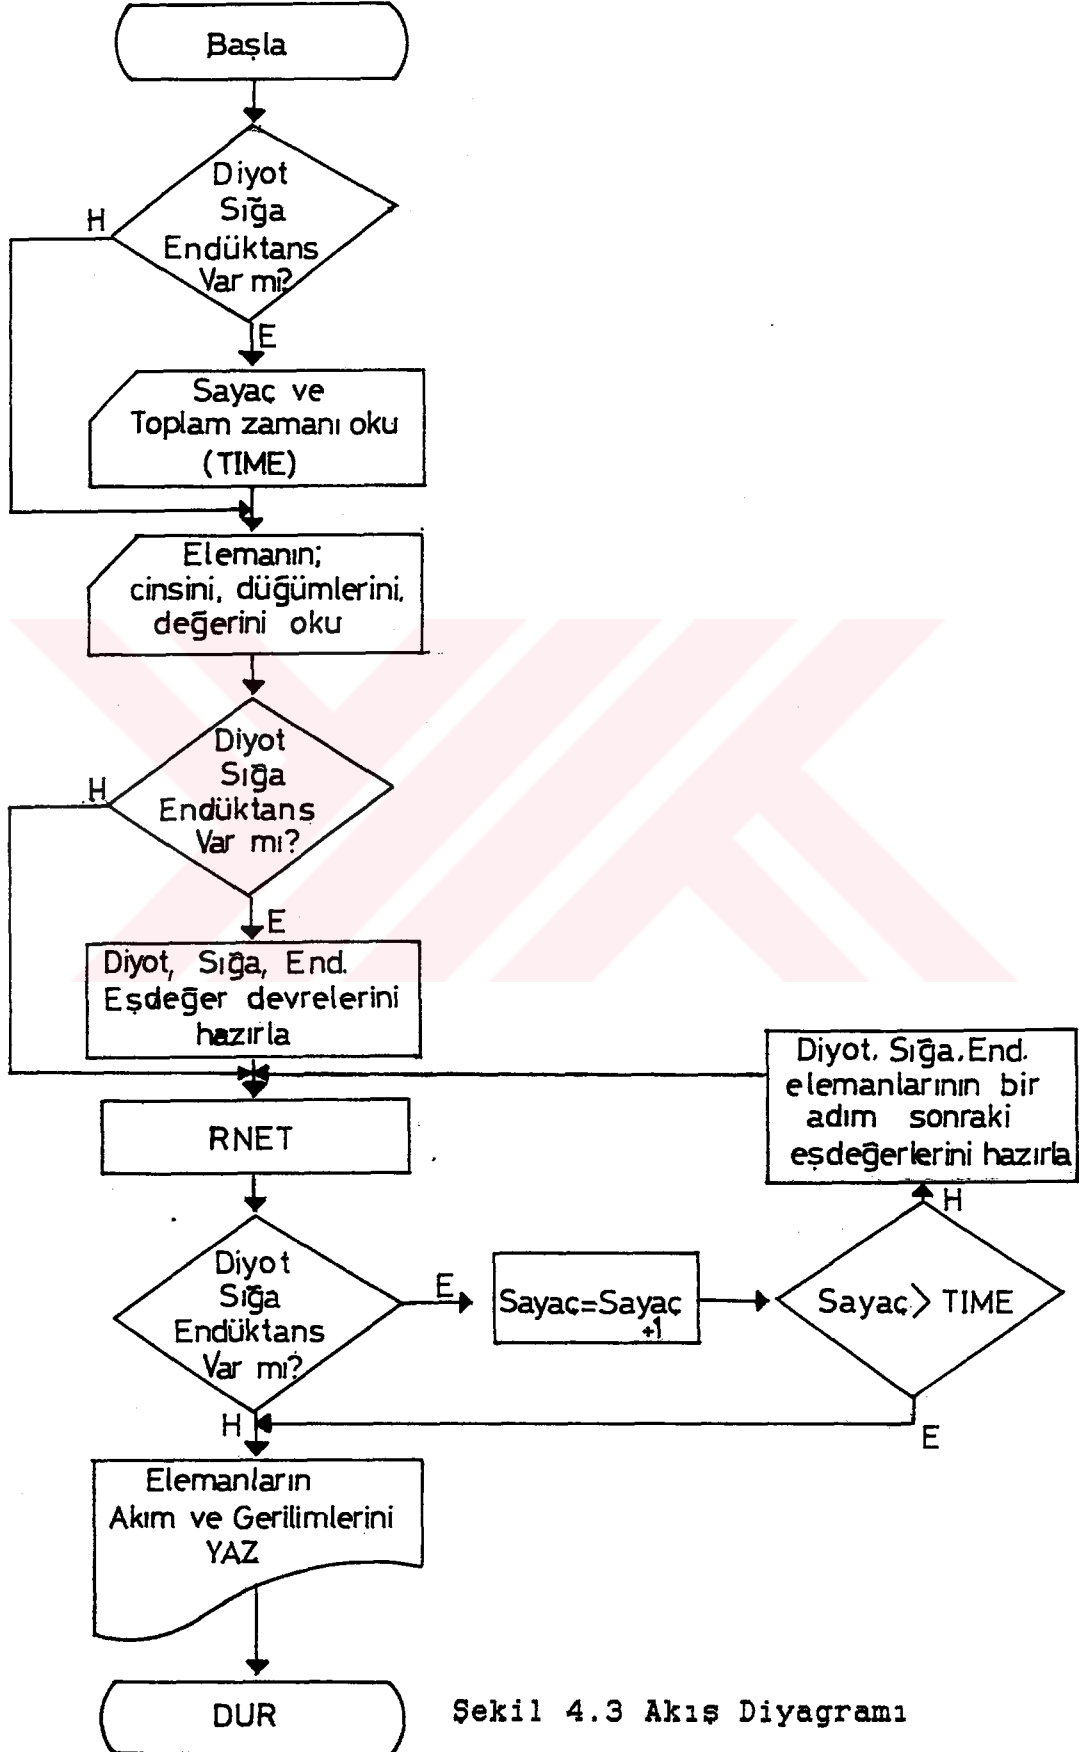 Başla
Diyot
Sığa
Endüktans
Var mı?
H
E
Sayaç ve
Toplam zamanı oku
(TIME)
Elemanın;
cinsini, düğümlerini,
değerini oku
Diyot
Sığa
Endüktans
Var mı?
H
E
Diyot, Sığa, End.
Eşdeğer devrelerini
hazırla
Diyot, Sığa, End.
elemanlarının bir
adım sonraki
eşdeğerlerini hazırla
RNET
Diyot
Sığa
Endüktans
Var mı?
E
Sayaç=Sayaç
+1
Sayaç > TIME
H
H
E
Elemanların
Akım ve Gerilimlerini
YAZ
DUR
Şekil 4.3 Akış Diyagramı